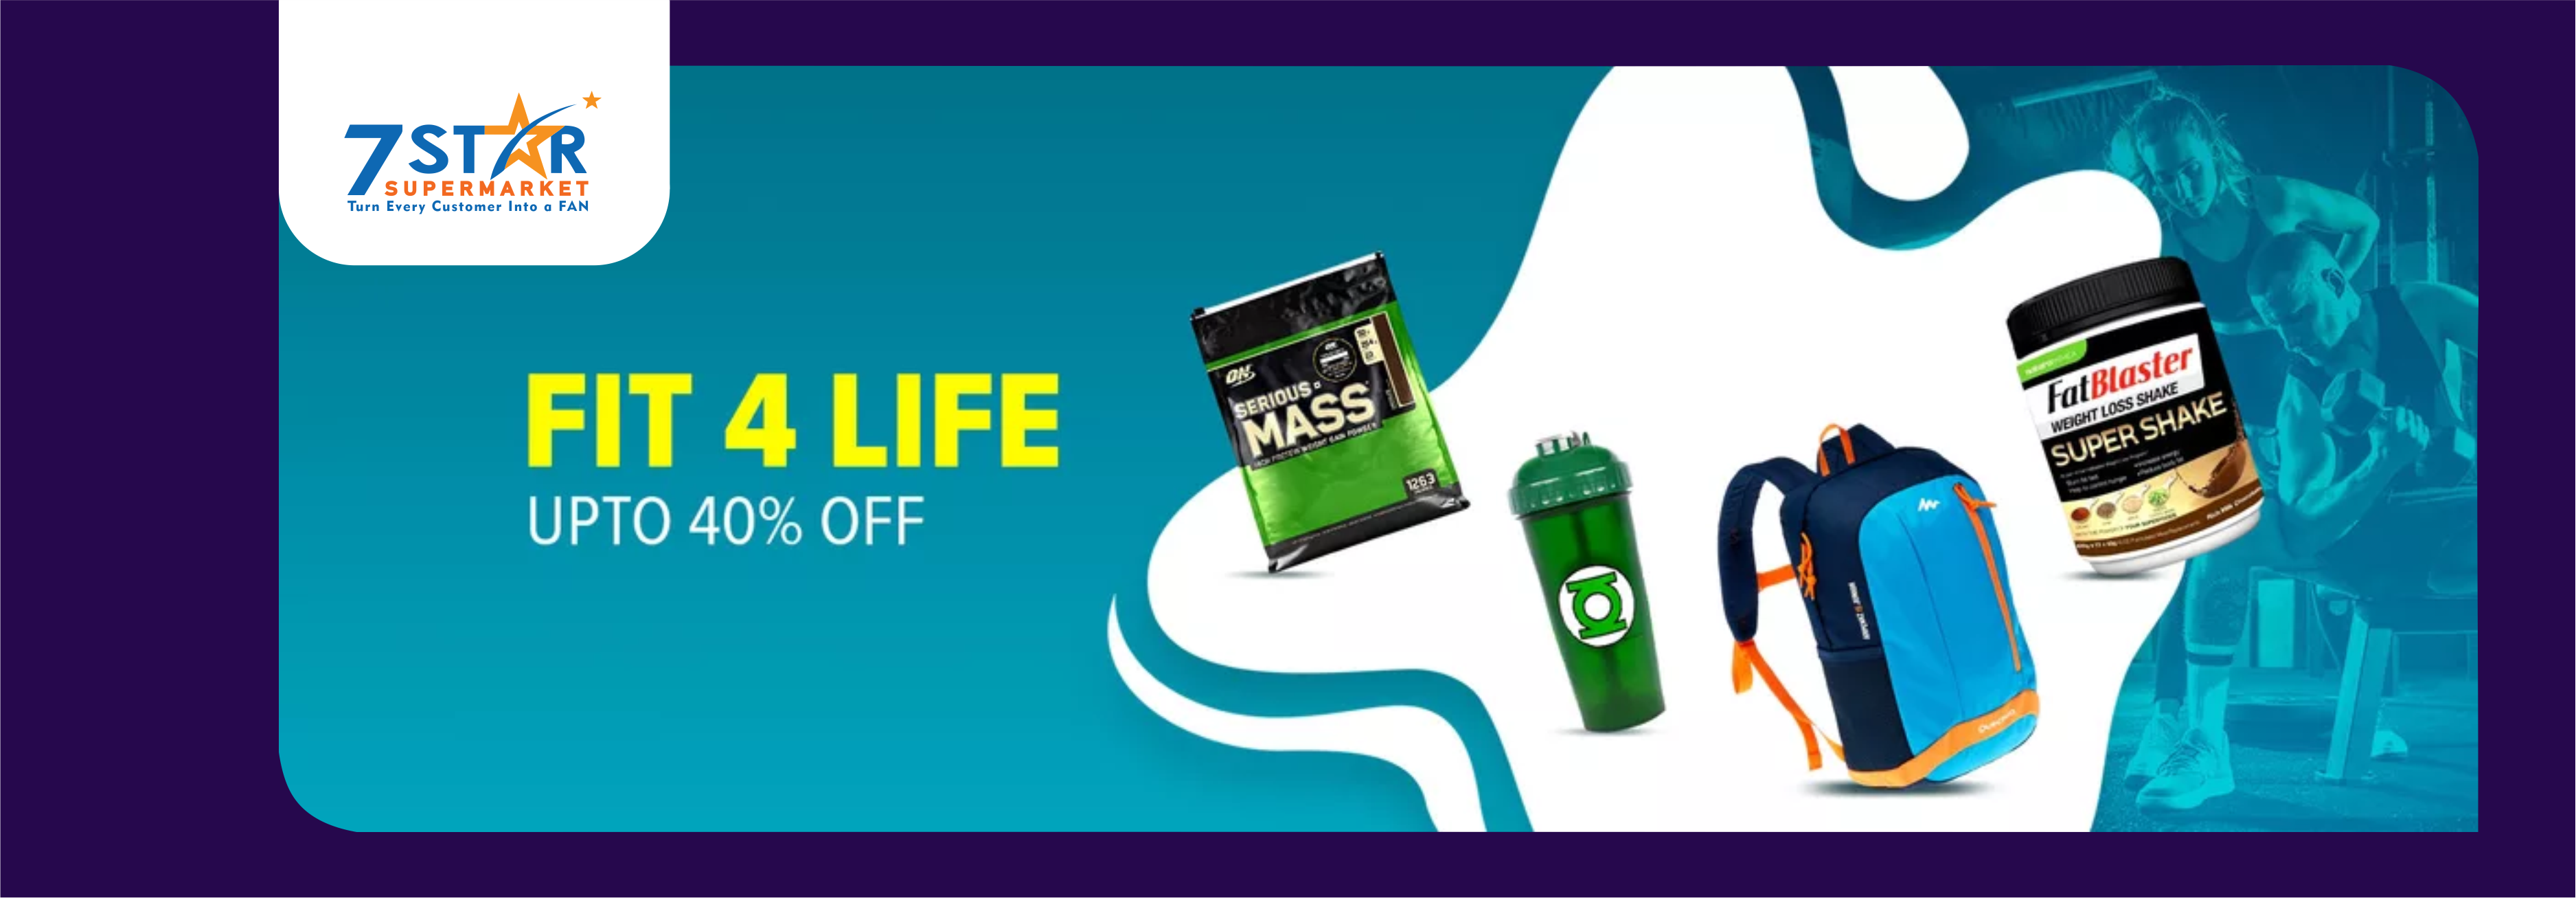 7STAR
SUPERMARKET
Turn Every Customer Into a FAN
FIT 4 LIFE
UPTO 40% OFF
ON
SERIOUS
MASS
HIGH PROTEIN WEIGHT GAIN POWDER
1263
FatBlaster
WEIGHT LOSS SHAKE
SUPER SHAKE
Quechua